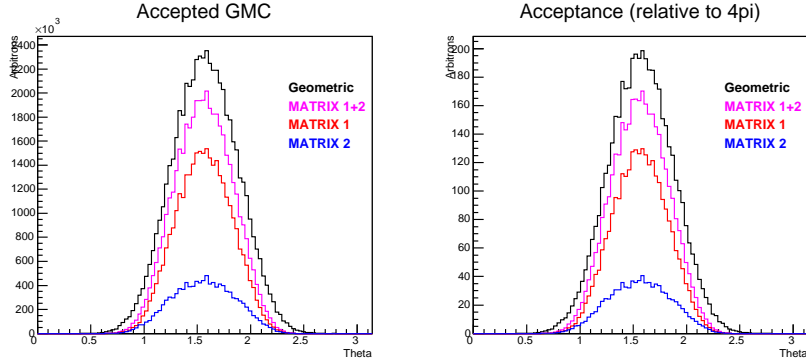 Accepted GMC
×10³
Arbitrons
2400
2200
2000
1800
1600
1400
1200
1000
800
600
400
200
0
0
0.5
1
1.5
2
2.5
3
Theta
Geometric
MATRIX 1+2
MATRIX 1
MATRIX 2
Acceptance (relative to 4pi)
Arbitrons
200
180
160
140
120
100
80
60
40
20
0
0
0.5
1
1.5
2
2.5
3
Theta
Geometric
MATRIX 1+2
MATRIX 1
MATRIX 2